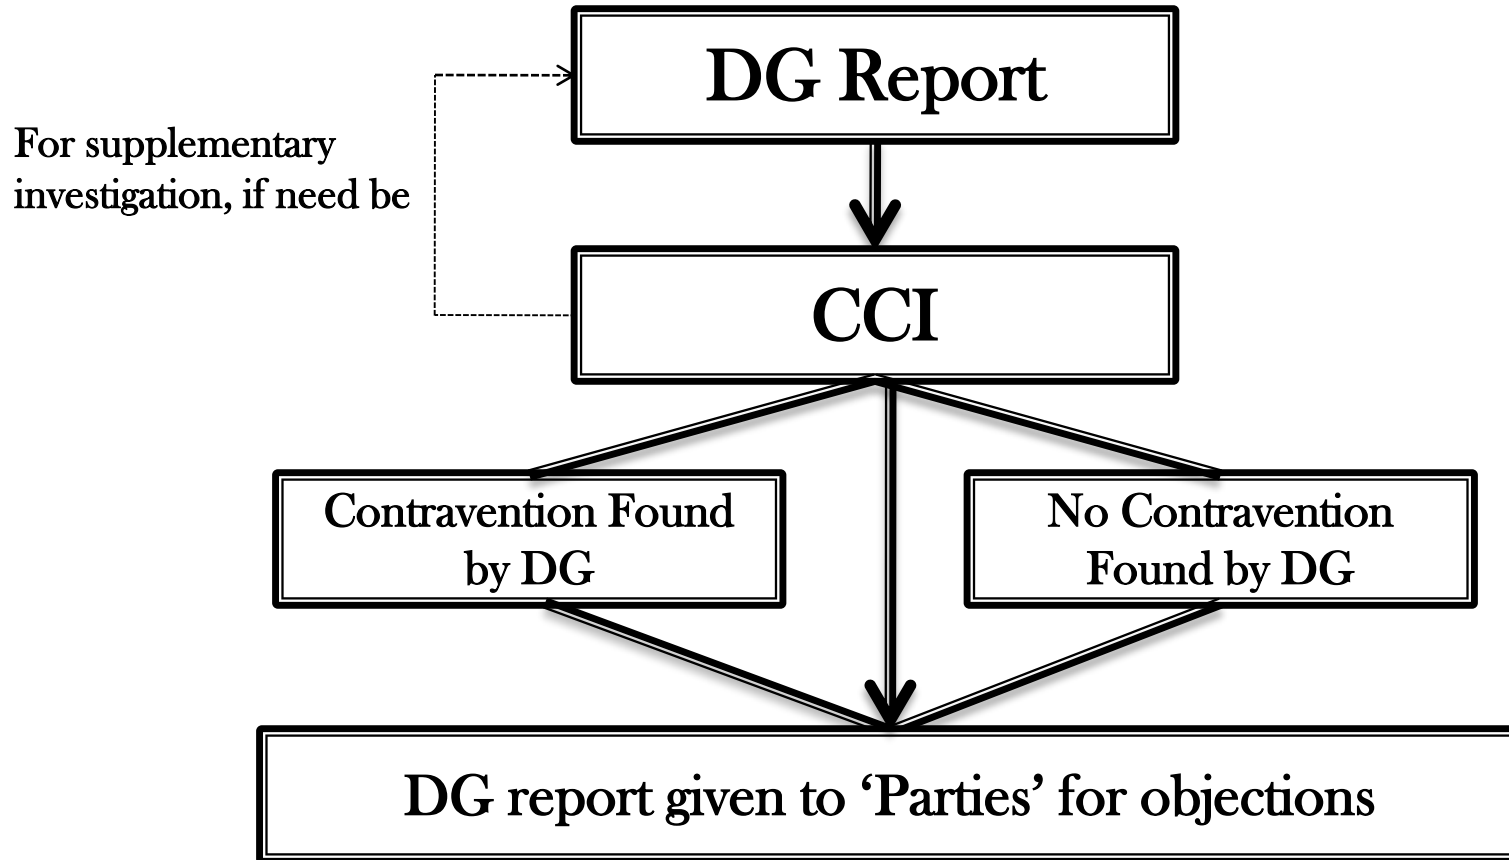 DG Report
For supplementary
investigation, if need be
CCI
Contravention Found
by DG
No Contravention
Found by DG
DG report given to ‘Parties’ for objections